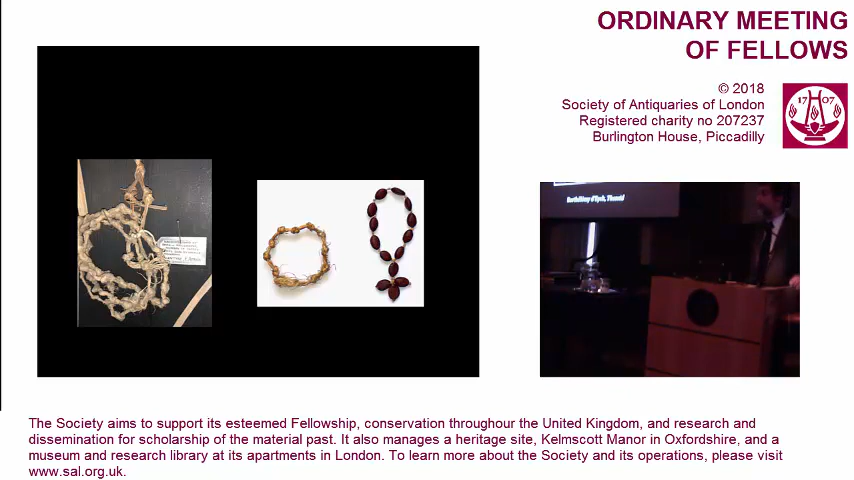 ORDINARY MEETING
OF FELLOWS
© 2018
Society of Antiquaries of London
Registered charity no 207237
Burlington House, Piccadilly
17 07
The Society aims to support its esteemed Fellowship, conservation throughour the United Kingdom, and research and
dissemination for scholarship of the material past. It also manages a heritage site, Kelmscott Manor in Oxfordshire, and a
museum and research library at its apartments in London. To learn more about the Society and its operations, please visit
www.sal.org.uk.